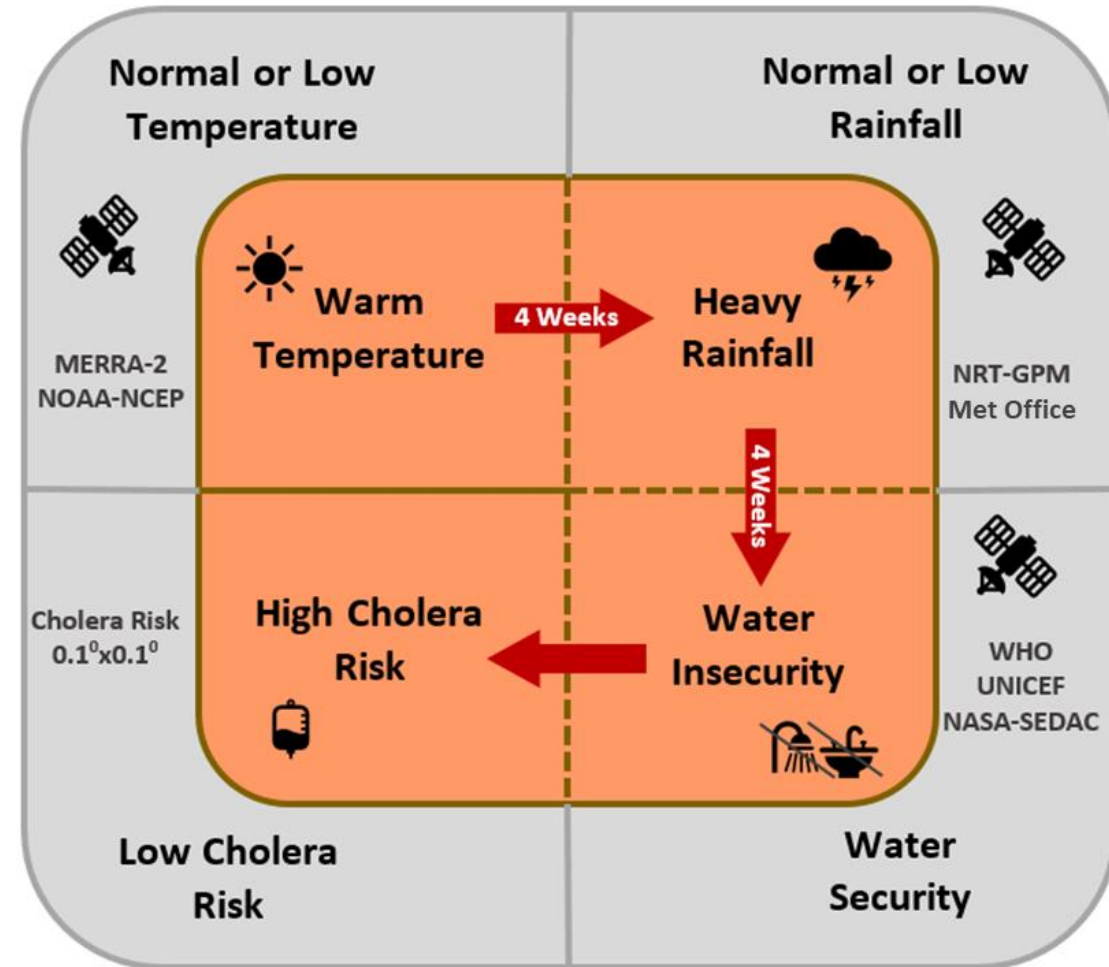 Normal or Low
Temperature
Normal or Low
Rainfall
MERRA-2
NOAA-NCEP
Warm
Temperature
4 Weeks
Heavy
Rainfall
NRT-GPM
Met Office
4 Weeks
Cholera Risk
0.1⁰x0.1⁰
High Cholera
Risk
Water
Insecurity
WHO
UNICEF
NASA-SEDAC
Low Cholera
Risk
Water
Security